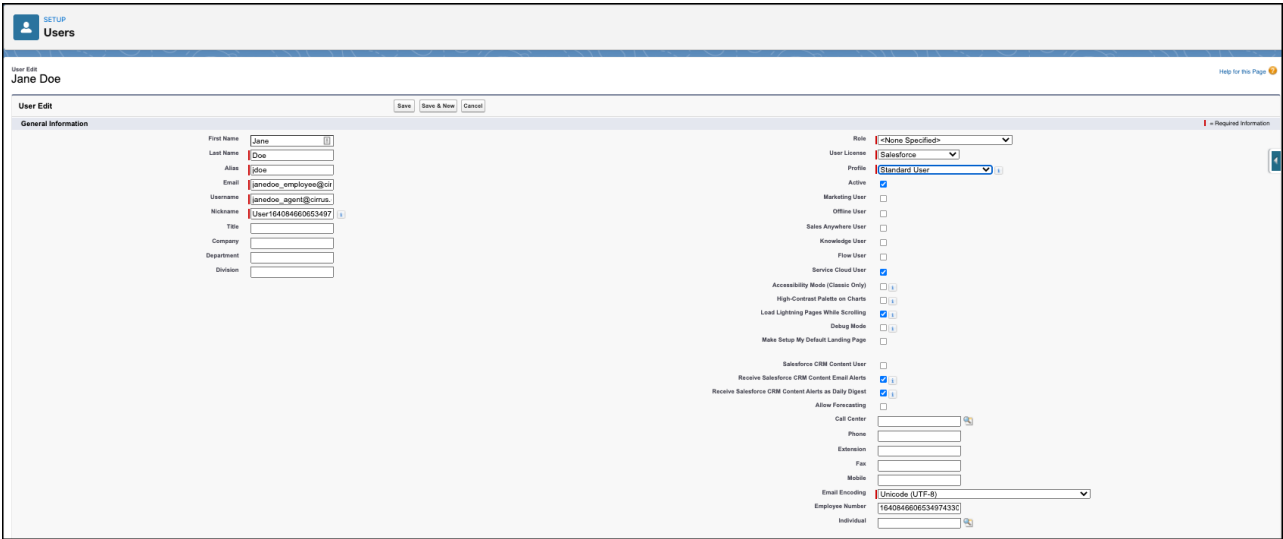 SETUP
Users
User Edit
Jane Doe
Help for this Page
User Edit
Save
Save & New
Cancel
General Information
= Required Information
First Name Jane
Last Name Doe
Alias jdoe
Email janedoe_employee@cir
Username janedoe_agent@cirrus.
Nickname User164084660653497
Title
Company
Department
Division
Role <None Specified>
User License Salesforce
Profile Standard User
Active
Marketing User
Offline User
Sales Anywhere User
Knowledge User
Flow User
Service Cloud User
Accessibility Mode (Classic Only)
High-Contrast Palette on Charts
Load Lightning Pages While Scrolling
Debug Mode
Make Setup My Default Landing Page
Salesforce CRM Content User
Receive Salesforce CRM Content Email Alerts
Receive Salesforce CRM Content Alerts as Daily Digest
Allow Forecasting
Call Center
Phone
Extension
Fax
Mobile
Email Encoding Unicode (UTF-8)
Employee Number 1640846606534974330
Individual